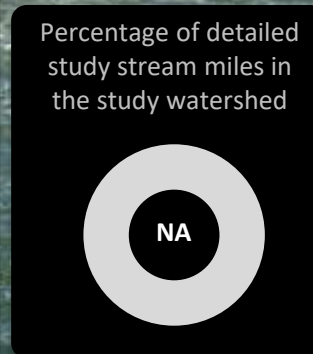 Percentage of detailed
study stream miles in
the study watershed
NA